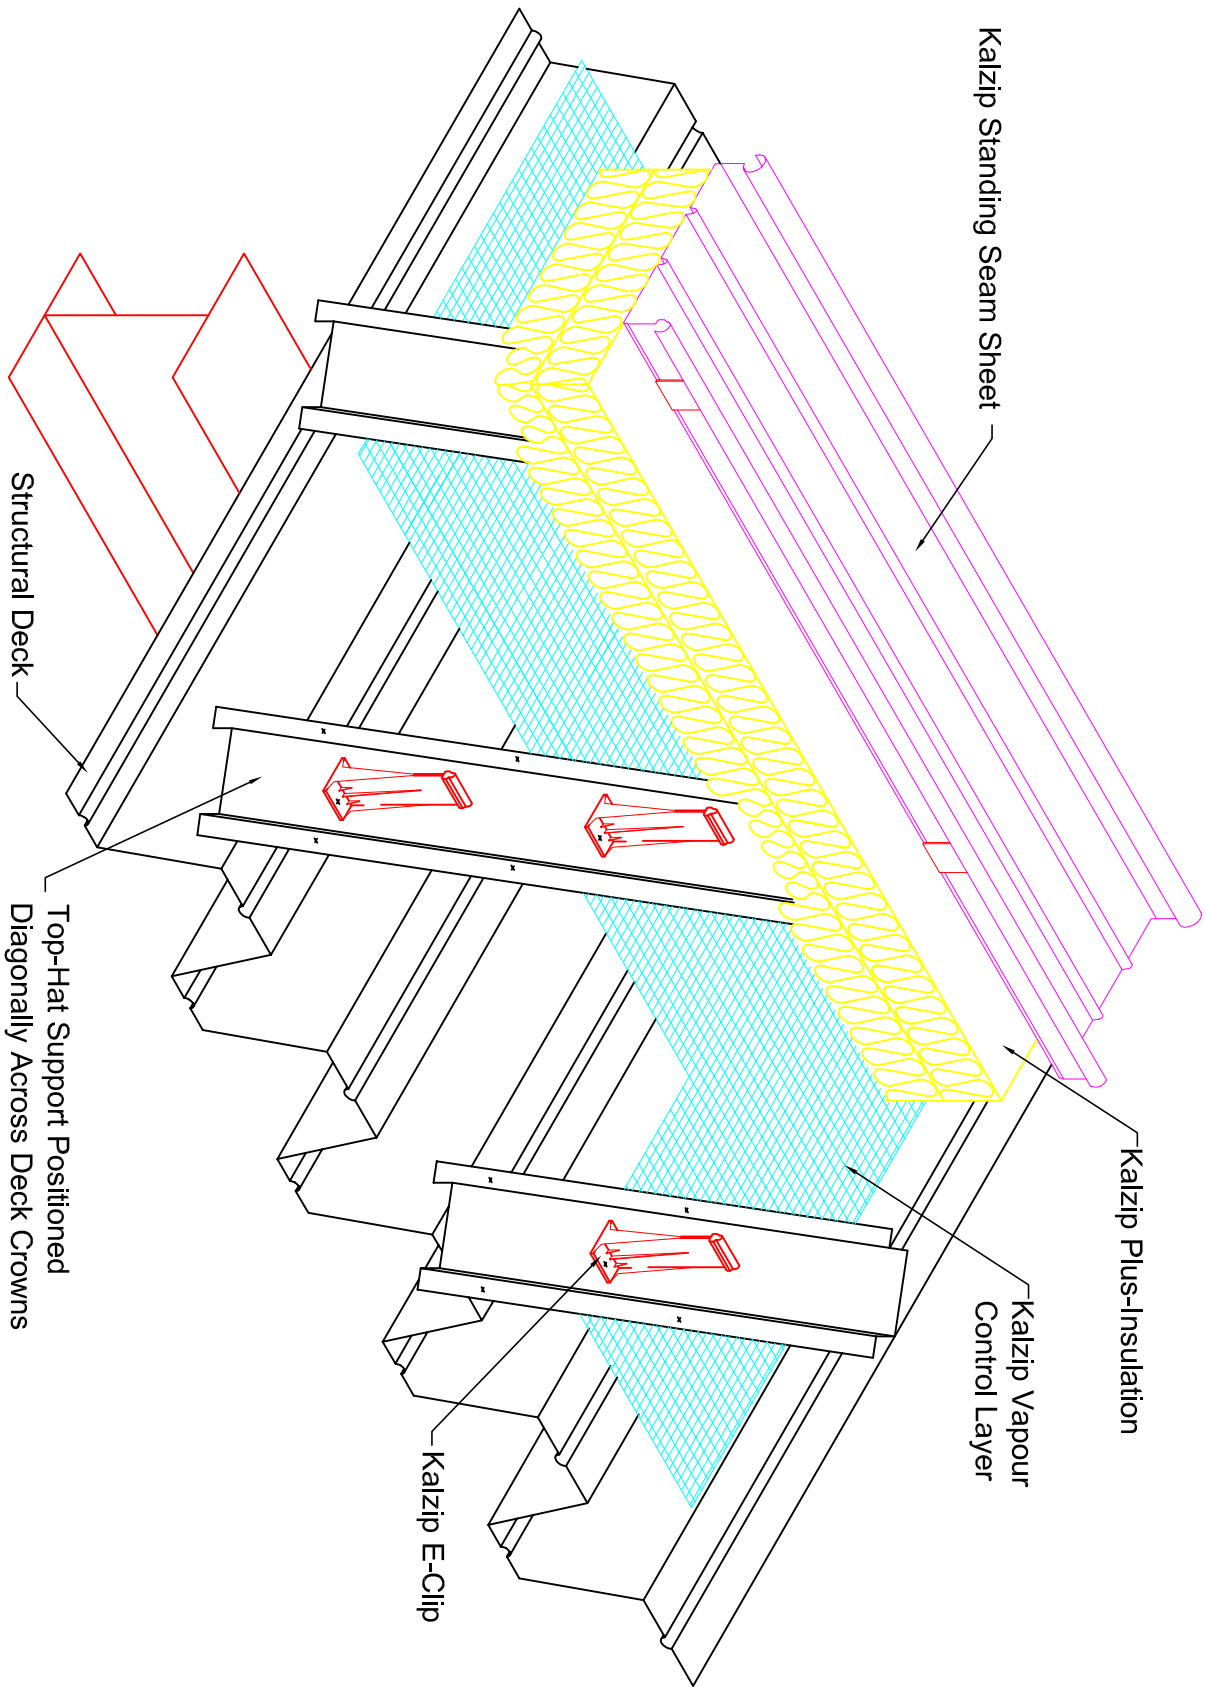 Kalzip Standing Seam Sheet
Kalzip Plus-Insulation
Kalzip Vapour
Control Layer
Kalzip E-Clip
Top-Hat Support Positioned
Diagonally Across Deck Crowns
Structural Deck